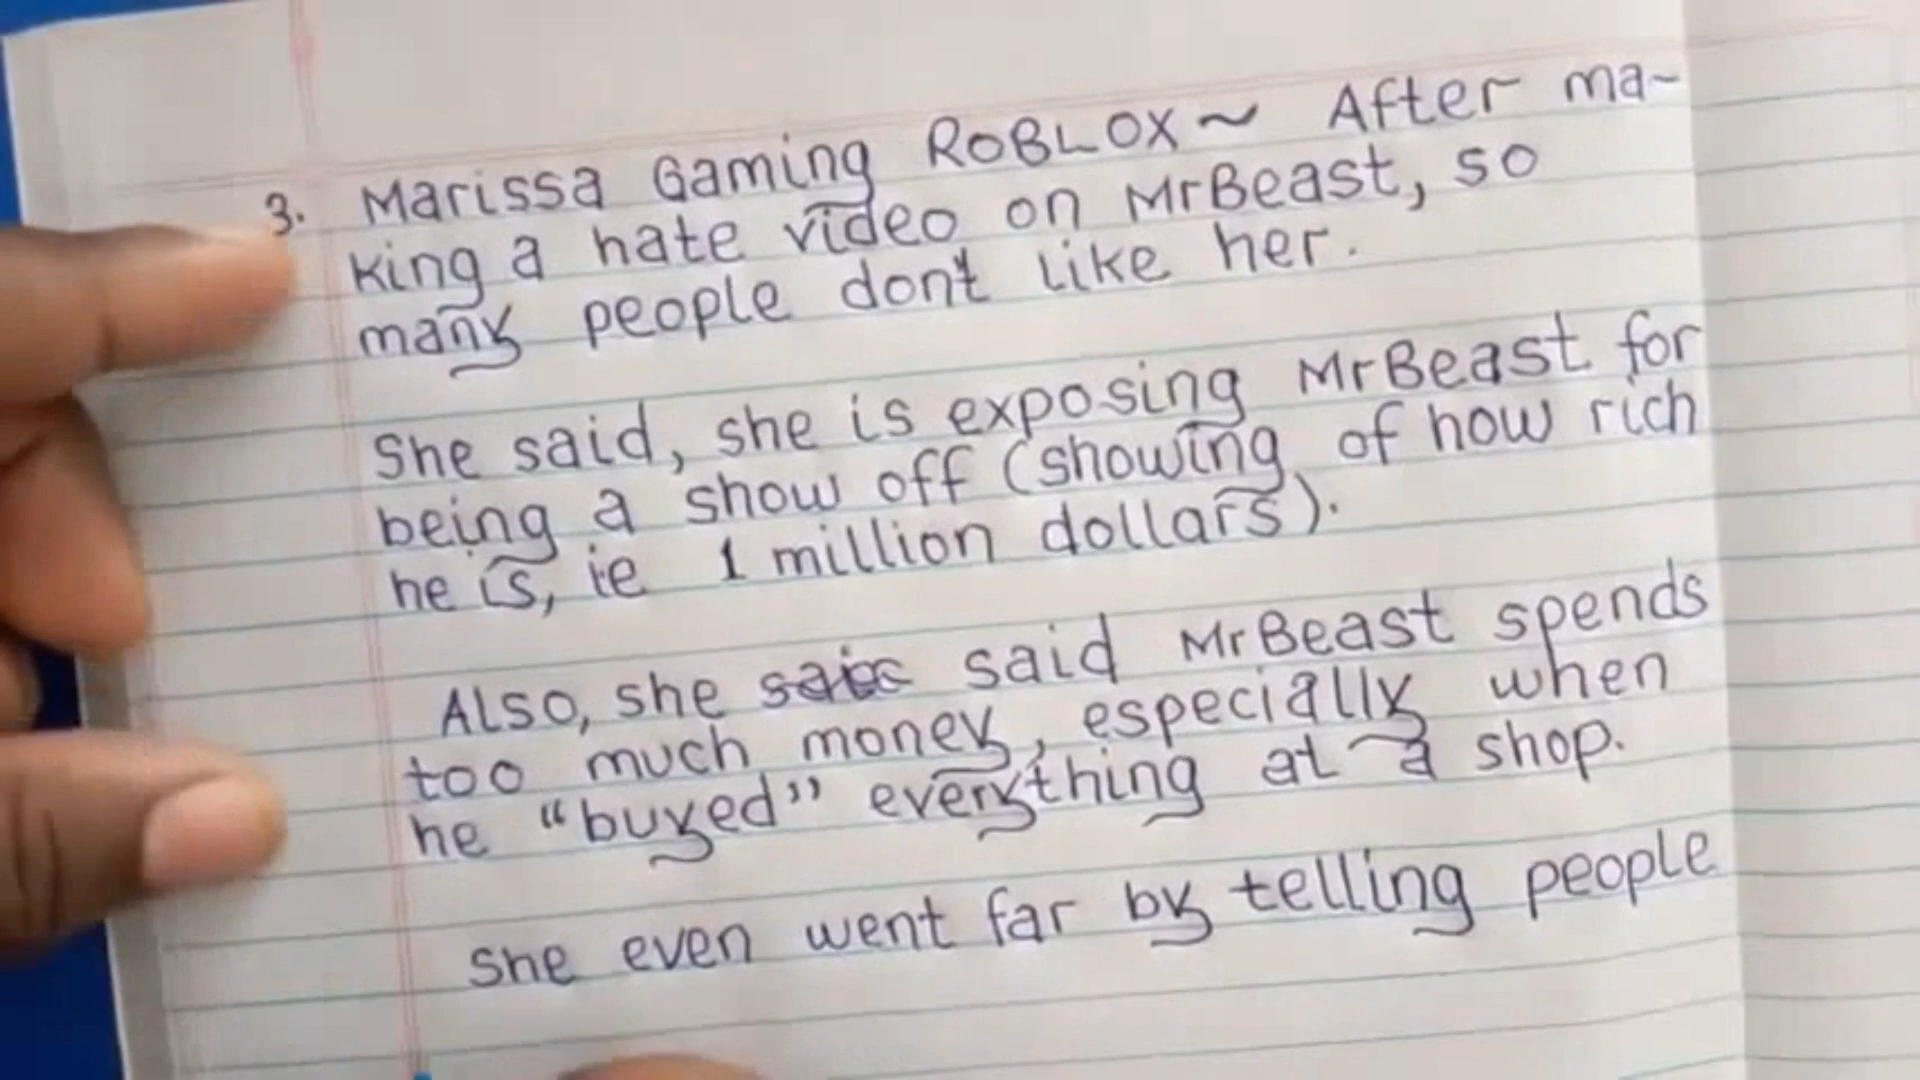 3. Marissa Gaming ROBLOX ~ After ma-
king a hate video on MrBeast, so
many people don't like her.
She said, she is exposing MrBeast for
being a show off (showing of how rich
he is, ie 1 million dollars).
Also, she said MrBeast spends
too much money, especially when
he "buyed" everything at a shop.
She even went far by telling people